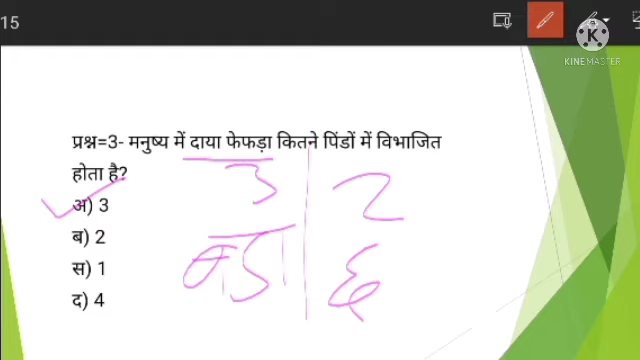 15
KINEMASTER
प्रश्न=3- मनुष्य में दाया फेफड़ा कितने पिंडों में विभाजित
होता है?
अ) 3
ब) 2
स) 1
द) 4
3 2
बडा